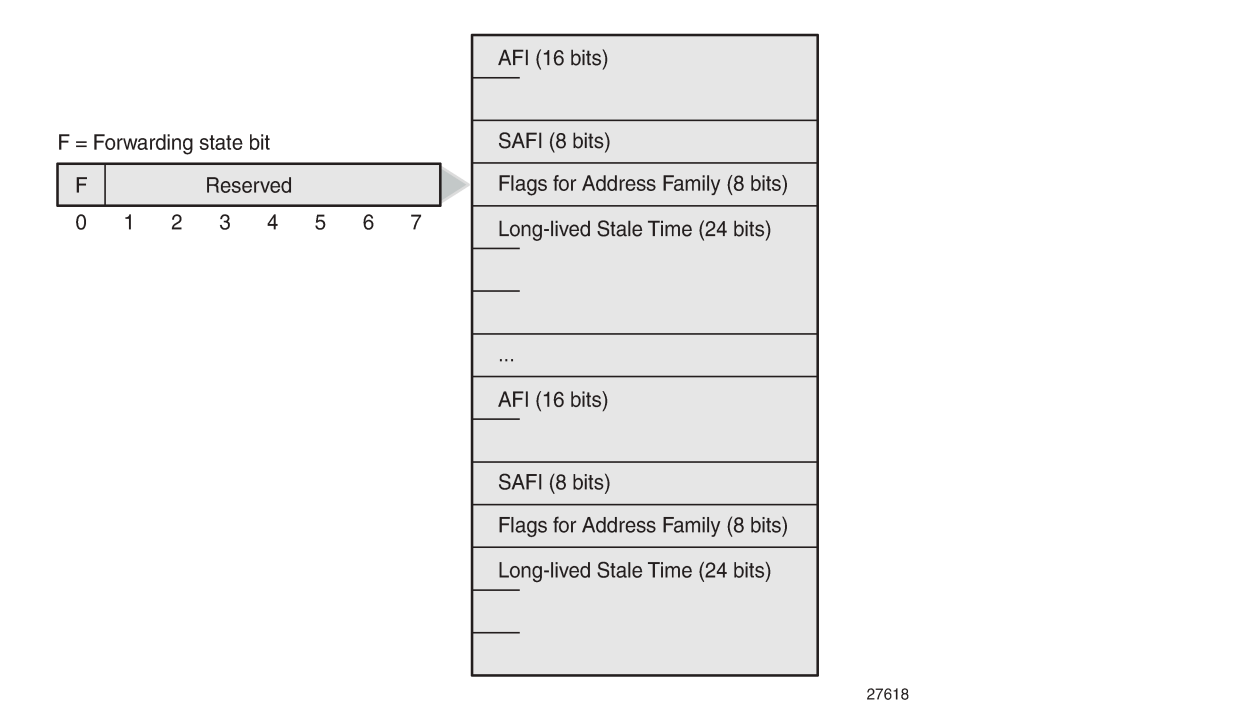 F = Forwarding state bit
F Reserved
0 1 2 3 4 5 6 7
AFI (16 bits)
SAFI (8 bits)
Flags for Address Family (8 bits)
Long-lived Stale Time (24 bits)
...
AFI (16 bits)
SAFI (8 bits)
Flags for Address Family (8 bits)
Long-lived Stale Time (24 bits)
27618